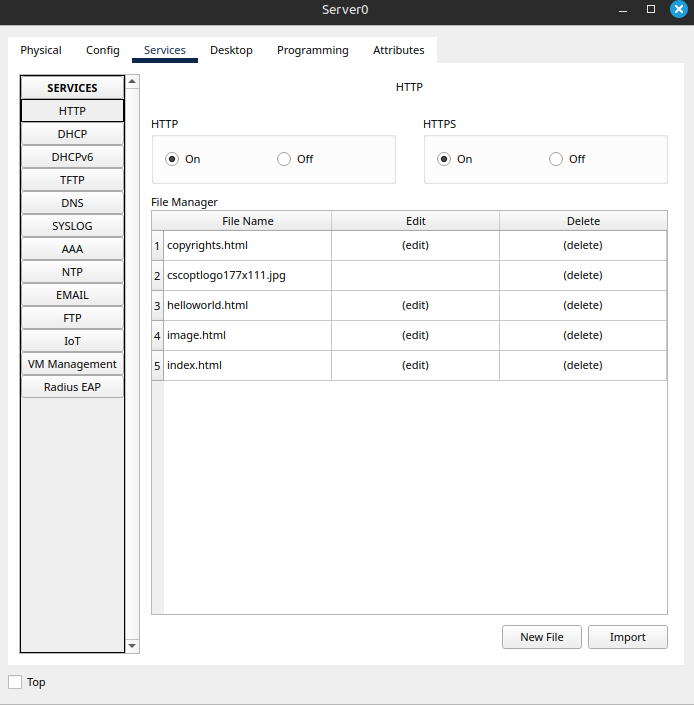 Server0
Physical Config Services Desktop Programming Attributes
SERVICES
HTTP
DHCP
DHCPv6
TFTP
DNS
SYSLOG
AAA
NTP
EMAIL
FTP
IoT
VM Management
Radius EAP
HTTP
HTTP HTTPS
On Off On Off
File Manager
File Name Edit Delete
1 copyrights.html (edit) (delete)
2 cscoptlogo177x111.jpg (delete)
3 helloworld.html (edit) (delete)
4 image.html (edit) (delete)
5 index.html (edit) (delete)
New File Import
Top